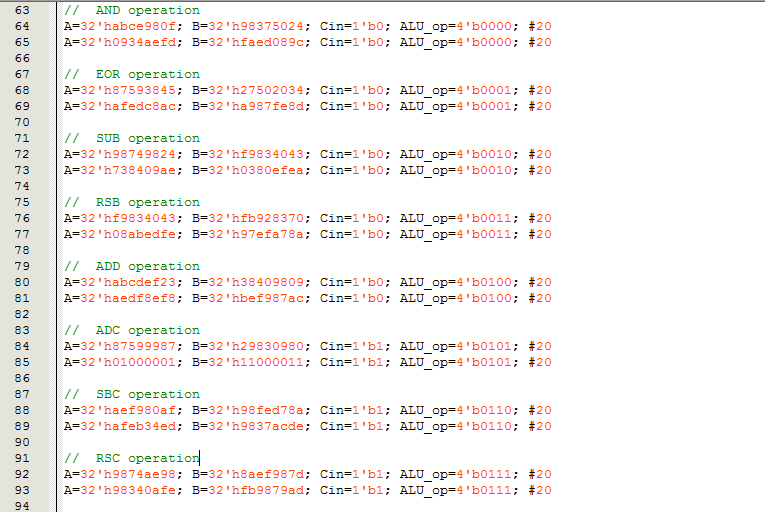 63 //  AND operation
64 A=32'habce980f; B=32'h98375024; Cin=1'b0; ALU_op=4'b0000; #20
65 A=32'h0934aefd; B=32'hfaed089c; Cin=1'b0; ALU_op=4'b0000; #20
66
67 //  EOR operation
68 A=32'h87593845; B=32'h27502034; Cin=1'b0; ALU_op=4'b0001; #20
69 A=32'hafedc8ac; B=32'ha987fe8d; Cin=1'b0; ALU_op=4'b0001; #20
70
71 //  SUB operation
72 A=32'h98749824; B=32'hf9834043; Cin=1'b0; ALU_op=4'b0010; #20
73 A=32'h738409ae; B=32'h0380efea; Cin=1'b0; ALU_op=4'b0010; #20
74
75 //  RSB operation
76 A=32'hf9834043; B=32'hfb928370; Cin=1'b0; ALU_op=4'b0011; #20
77 A=32'h08abedfe; B=32'h97efa78a; Cin=1'b0; ALU_op=4'b0011; #20
78
79 //  ADD operation
80 A=32'habcdef23; B=32'h38409809; Cin=1'b0; ALU_op=4'b0100; #20
81 A=32'haedf8ef8; B=32'hbef987ac; Cin=1'b0; ALU_op=4'b0100; #20
82
83 //  ADC operation
84 A=32'h87599987; B=32'h29830980; Cin=1'b1; ALU_op=4'b0101; #20
85 A=32'h01000001; B=32'h11000011; Cin=1'b1; ALU_op=4'b0101; #20
86
87 //  SBC operation
88 A=32'haef980af; B=32'h98fed78a; Cin=1'b1; ALU_op=4'b0110; #20
89 A=32'hafeb34ed; B=32'h9837acde; Cin=1'b1; ALU_op=4'b0110; #20
90
91 //  RSC operation
92 A=32'h9874ae98; B=32'h8aef987d; Cin=1'b1; ALU_op=4'b0111; #20
93 A=32'h98340afe; B=32'hfb9879ad; Cin=1'b1; ALU_op=4'b0111; #20
94